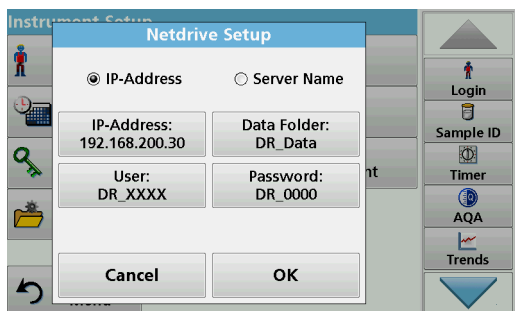 Instrument Setup
Netdrive Setup
IP-Address
Server Name
IP-Address:
192.168.200.30
Data Folder:
DR_Data
User:
DR_XXXX
Password:
DR_0000
Cancel
OK
Login
Sample ID
Timer
AQA
Trends